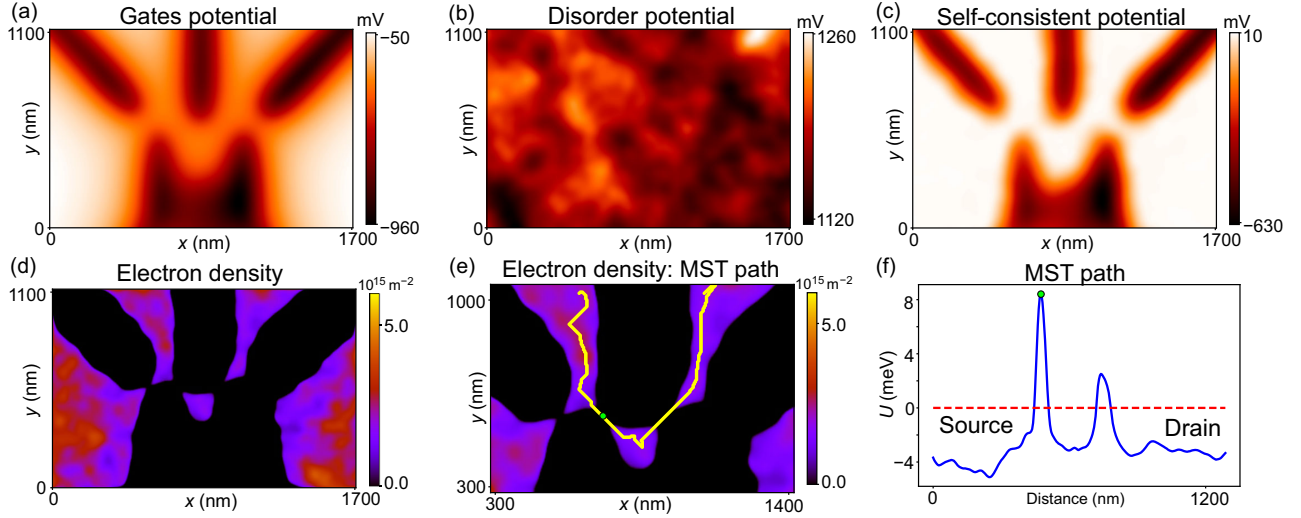 (a) Gates potential
mV
−50
1100
y (nm)
0
0
x (nm)
1700
−960
(b) Disorder potential
mV
1260
1100
y (nm)
0
0
x (nm)
1700
1120
(c) Self-consistent potential
mV
10
1100
y (nm)
0
0
x (nm)
1700
−630
(d) Electron density
10¹⁵ m⁻²
1100
5.0
y (nm)
0
0
x (nm)
1700
0.0
(e) Electron density: MST path
10¹⁵ m⁻²
1000
5.0
y (nm)
300
300
x (nm)
1400
0.0
(f) MST path
8
4
0
−4
U (meV)
Source
Drain
0
Distance (nm)
1200